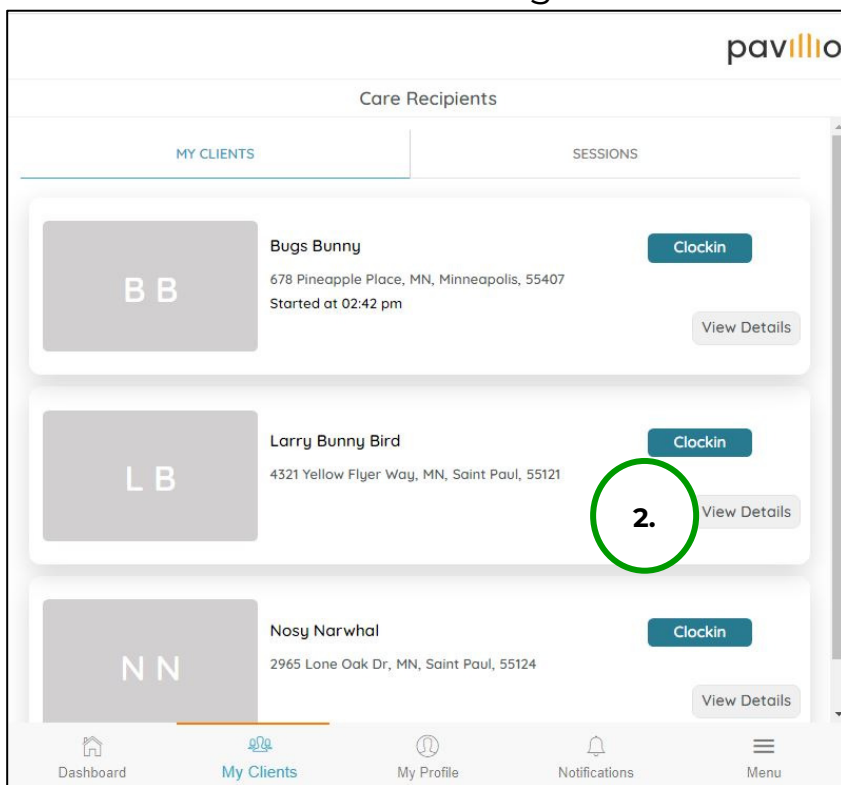 pavillio
Care Recipients
MY CLIENTS SESSIONS
B B
Bugs Bunny
Clockin
678 Pineapple Place, MN, Minneapolis, 55407
Started at 02:42 pm
View Details
L B
Larry Bunny Bird
Clockin
4321 Yellow Flyer Way, MN, Saint Paul, 55121
2.
View Details
N N
Nosy Narwhal
Clockin
2965 Lone Oak Dr, MN, Saint Paul, 55124
View Details
Dashboard My Clients My Profile Notifications Menu